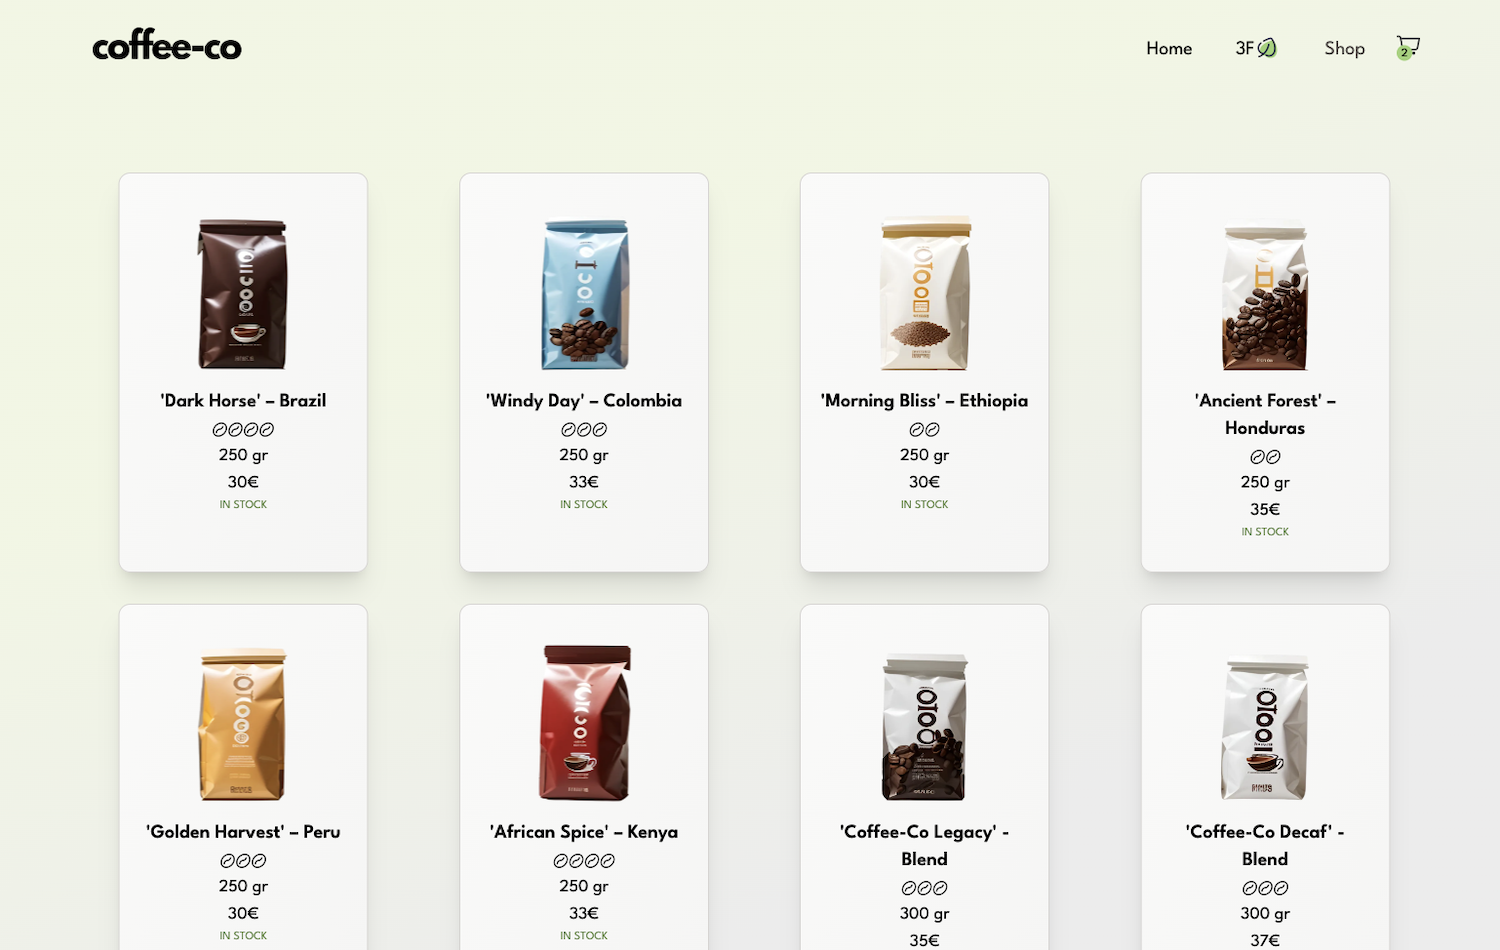 coffee-co
Home
3F
Shop
2
'Dark Horse' – Brazil
250 gr
30€
IN STOCK
'Windy Day' – Colombia
250 gr
33€
IN STOCK
'Morning Bliss' – Ethiopia
250 gr
30€
IN STOCK
'Ancient Forest' –
Honduras
250 gr
35€
IN STOCK
'Golden Harvest' – Peru
250 gr
30€
IN STOCK
'African Spice' – Kenya
250 gr
33€
IN STOCK
'Coffee-Co Legacy' -
Blend
300 gr
35€
'Coffee-Co Decaf' -
Blend
300 gr
37€